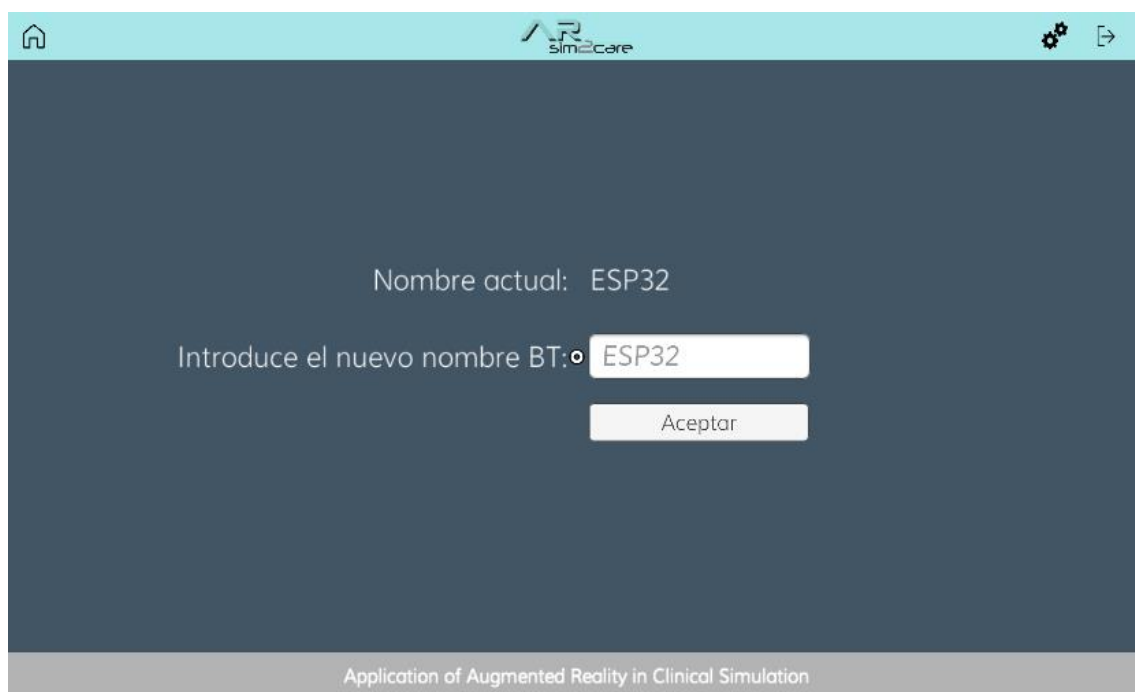 AR
sim2care
Nombre actual: ESP32
Introduce el nuevo nombre BT: ESP32
Aceptar
Application of Augmented Reality in Clinical Simulation